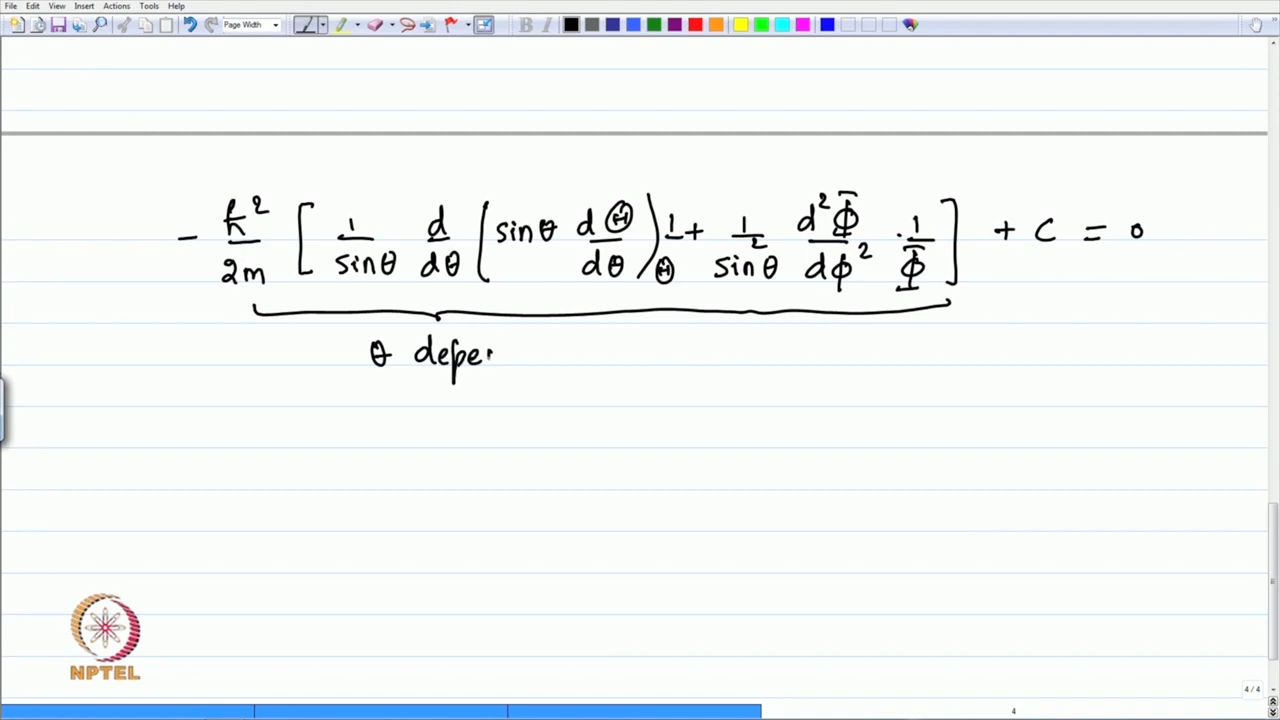 File Edit View Insert Actions Tools Help
Page Width
B I
- ℏ²/2m [ 1/sinθ d/dθ ( sinθ dΘ/dθ ) 1/Θ + 1/sin²θ d²Φ/dϕ² · 1/Φ ] + C = 0
θ depe
NPTEL
4 / 4
4